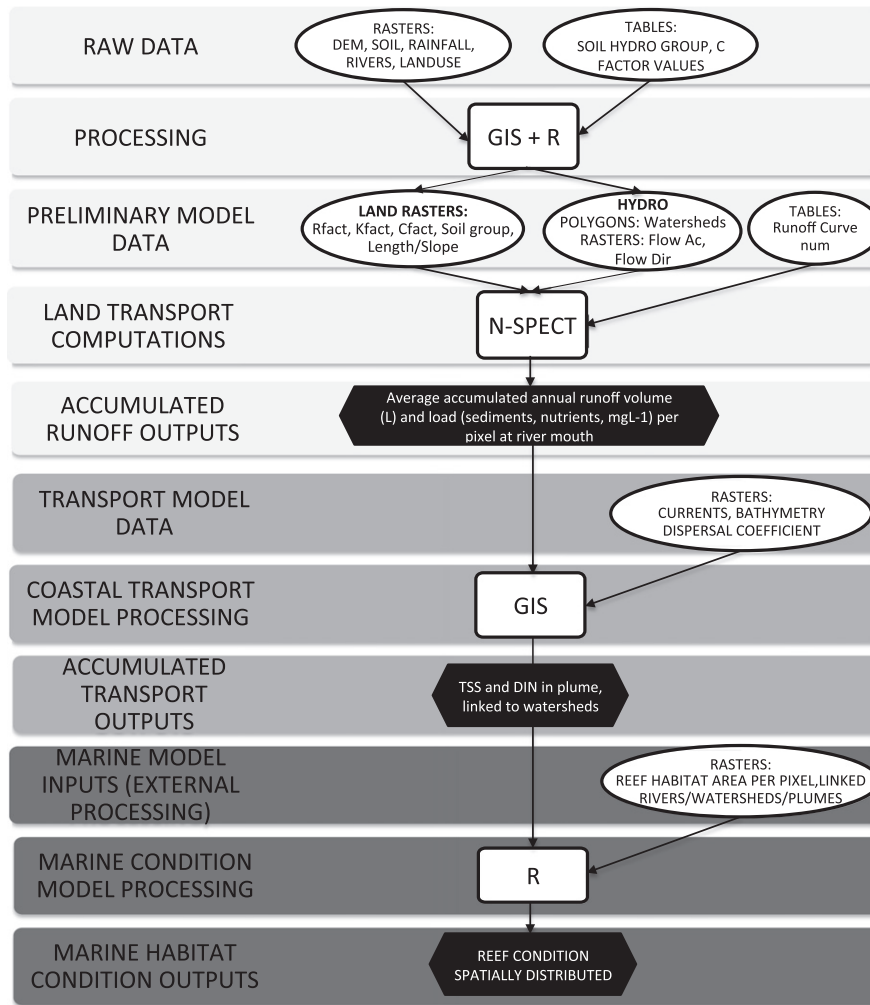 RAW DATA
RASTERS:
DEM, SOIL, RAINFALL,
RIVERS, LANDUSE
TABLES:
SOIL HYDRO GROUP, C
FACTOR VALUES
PROCESSING
GIS + R
PRELIMINARY MODEL
DATA
LAND RASTERS:
Rfact, Kfact, Cfact, Soil group,
Length/Slope
HYDRO
POLYGONS: Watersheds
RASTERS: Flow Ac,
Flow Dir
TABLES:
Runoff Curve
num
LAND TRANSPORT
COMPUTATIONS
N-SPECT
ACCUMULATED
RUNOFF OUTPUTS
Average accumulated annual runoff volume
(L) and load (sediments, nutrients, mgL-1) per
pixel at river mouth
TRANSPORT MODEL
DATA
RASTERS:
CURRENTS, BATHYMETRY
DISPERSAL COEFFICIENT
COASTAL TRANSPORT
MODEL PROCESSING
GIS
ACCUMULATED
TRANSPORT
OUTPUTS
TSS and DIN in plume,
linked to watersheds
MARINE MODEL
INPUTS (EXTERNAL
PROCESSING)
RASTERS:
REEF HABITAT AREA PER PIXEL,LINKED
RIVERS/WATERSHEDS/PLUMES
MARINE CONDITION
MODEL PROCESSING
R
MARINE HABITAT
CONDITION OUTPUTS
REEF CONDITION
SPATIALLY DISTRIBUTED